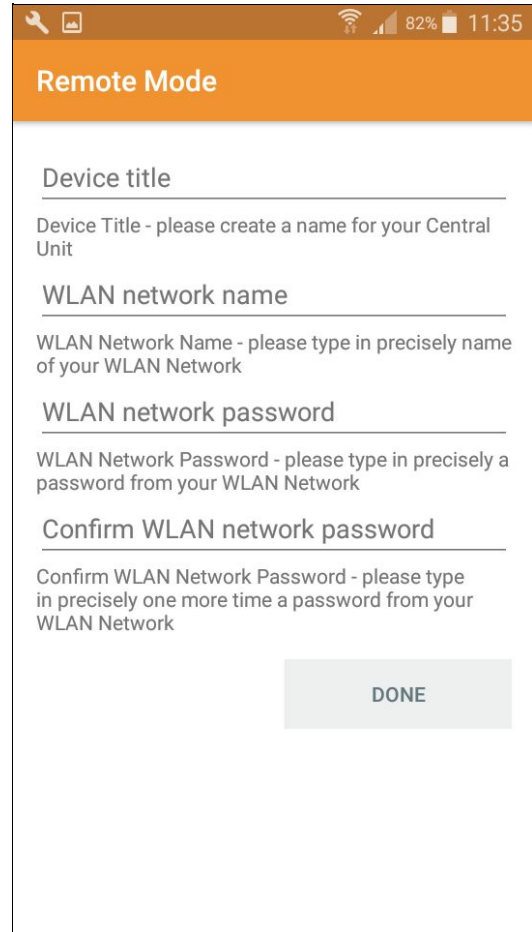 82% 11:35
Remote Mode
Device title
Device Title - please create a name for your Central
Unit
WLAN network name
WLAN Network Name - please type in precisely name
of your WLAN Network
WLAN network password
WLAN Network Password - please type in precisely a
password from your WLAN Network
Confirm WLAN network password
Confirm WLAN Network Password - please type
in precisely one more time a password from your
WLAN Network
DONE